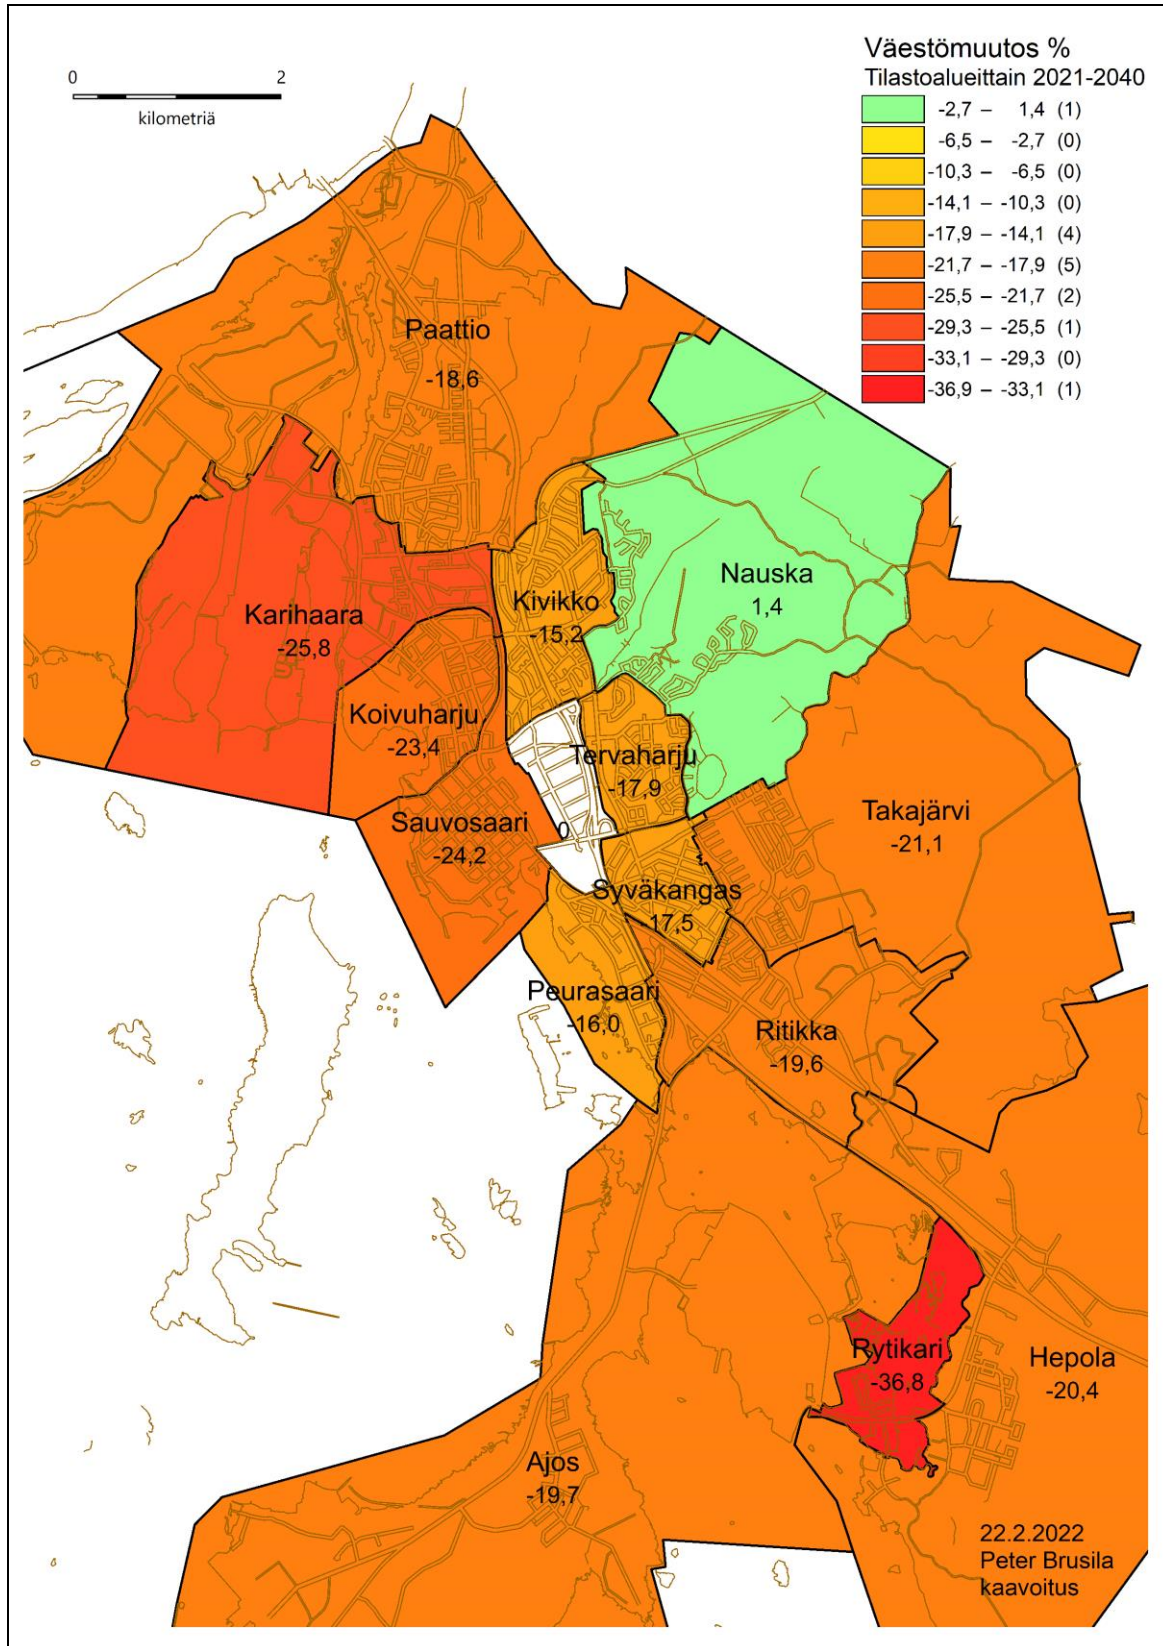 Väestömuutos %
Tilastoalueittain 2021-2040
-2,7 – 1,4 (1)
-6,5 – -2,7 (0)
-10,3 – -6,5 (0)
-14,1 – -10,3 (0)
-17,9 – -14,1 (4)
-21,7 – -17,9 (5)
-25,5 – -21,7 (2)
-29,3 – -25,5 (1)
-33,1 – -29,3 (0)
-36,9 – -33,1 (1)
0 2
kilometriä
Paattio
-18,6
Nauska
1,4
Kivikko
-15,2
Karihaara
-25,8
Koivuharju
-23,4
Tervaharju
-17,9
Sauvosaari
-24,2
0
Takajärvi
-21,1
Syväkangas
-17,5
Peurasaari
-16,0
Ritikka
-19,6
Rytikari
-36,8
Hepola
-20,4
Ajos
-19,7
22.2.2022
Peter Brusila
kaavoitus